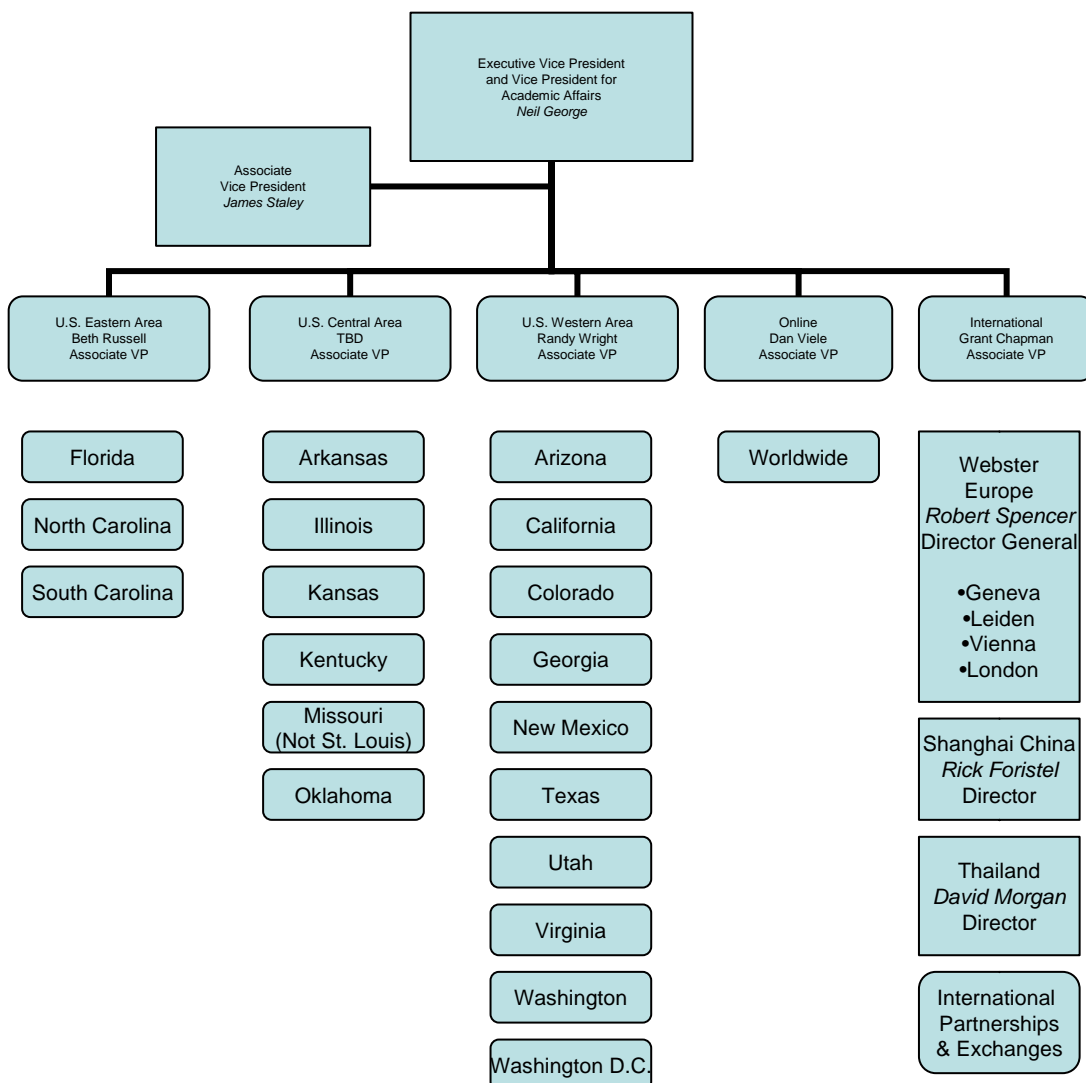 Executive Vice President
and Vice President for
Academic Affairs
Neil George
Associate
Vice President
James Staley
U.S. Eastern Area
Beth Russell
Associate VP
U.S. Central Area
TBD
Associate VP
U.S. Western Area
Randy Wright
Associate VP
Online
Dan Viele
Associate VP
International
Grant Chapman
Associate VP
Florida
North Carolina
South Carolina
Arkansas
Illinois
Kansas
Kentucky
Missouri
(Not St. Louis)
Oklahoma
Arizona
California
Colorado
Georgia
New Mexico
Texas
Utah
Virginia
Washington
Washington D.C.
Worldwide
Webster
Europe
Robert Spencer
Director General
•Geneva
•Leiden
•Vienna
•London
Shanghai China
Rick Foristel
Director
Thailand
David Morgan
Director
International
Partnerships
& Exchanges